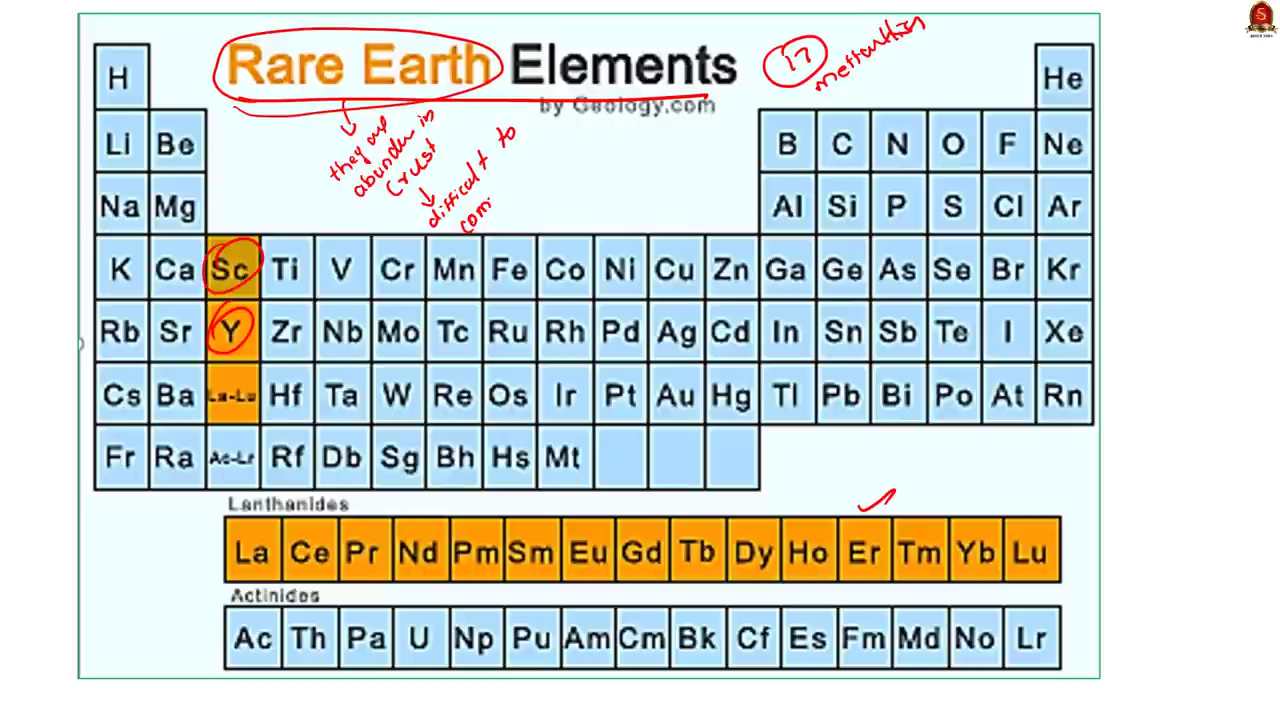 Rare Earth Elements
by Geology.com
17
they are
abunden in
Crust
difficult to
com
H He
Li Be B C N O F Ne
Na Mg Al Si P S Cl Ar
K Ca Sc Ti V Cr Mn Fe Co Ni Cu Zn Ga Ge As Se Br Kr
Rb Sr Y Zr Nb Mo Tc Ru Rh Pd Ag Cd In Sn Sb Te I Xe
Cs Ba La-Lu Hf Ta W Re Os Ir Pt Au Hg Tl Pb Bi Po At Rn
Fr Ra Ac-Lr Rf Db Sg Bh Hs Mt
Lanthanides
La Ce Pr Nd Pm Sm Eu Gd Tb Dy Ho Er Tm Yb Lu
Actinides
Ac Th Pa U Np Pu Am Cm Bk Cf Es Fm Md No Lr